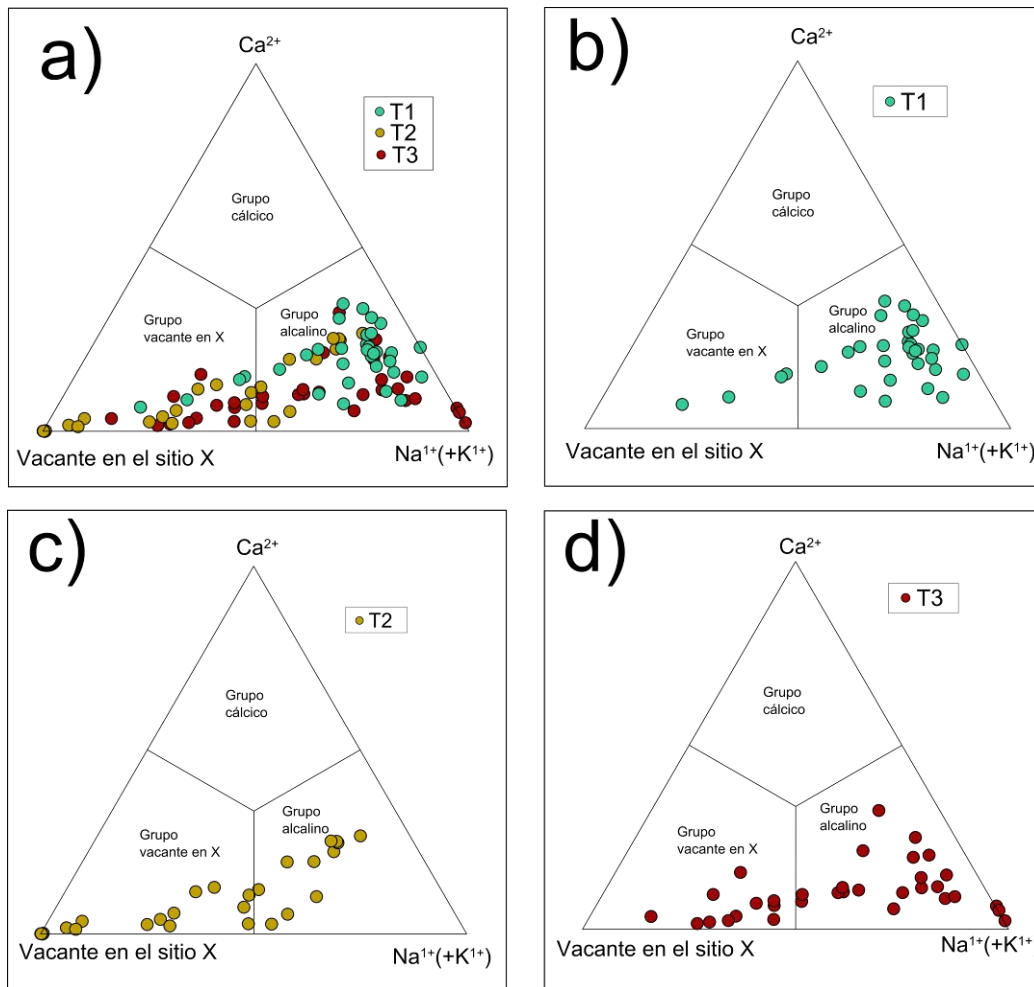 a)
Ca²⁺
T1
T2
T3
Grupo
cálcico
Grupo
vacante en X
Grupo
alcalino
Vacante en el sitio X
Na¹⁺(+K¹⁺)
b)
Ca²⁺
T1
Grupo
cálcico
Grupo
vacante en X
Grupo
alcalino
Vacante en el sitio X
Na¹⁺(+K¹⁺)
c)
Ca²⁺
T2
Grupo
cálcico
Grupo
vacante en X
Grupo
alcalino
Vacante en el sitio X
Na¹⁺(+K¹⁺)
d)
Ca²⁺
T3
Grupo
cálcico
Grupo
vacante en X
Grupo
alcalino
Vacante en el sitio X
Na¹⁺(+K¹⁺)